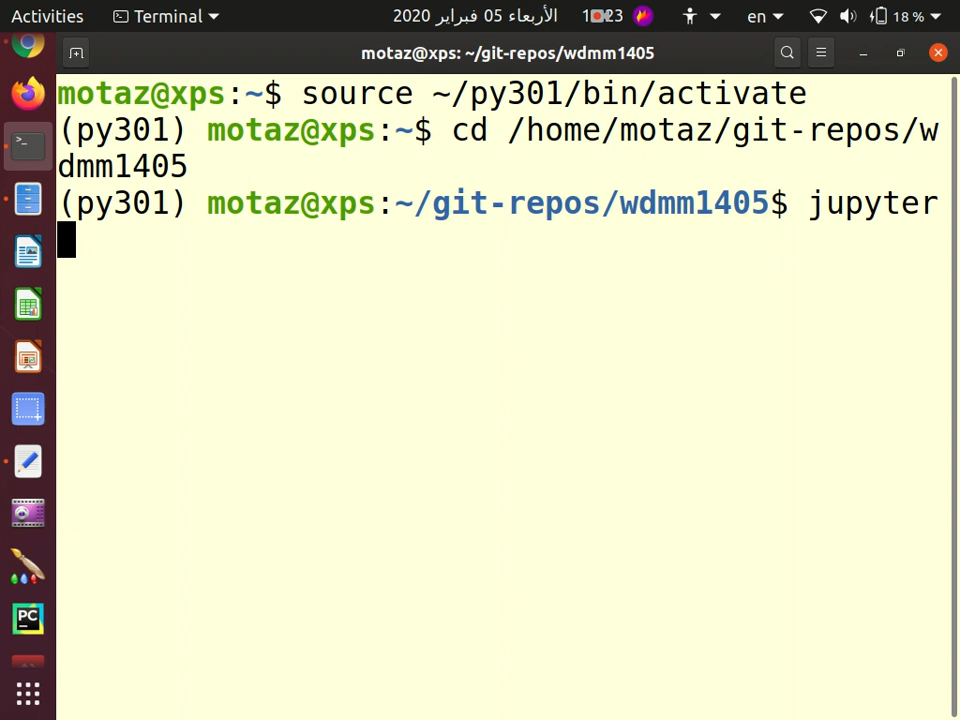 Activities
Terminal
الأربعاء 05 فبراير 2020
en
18 %
motaz@xps: ~/git-repos/wdmm1405
motaz@xps:~$ source ~/py301/bin/activate
(py301) motaz@xps:~$ cd /home/motaz/git-repos/w
dmm1405
(py301) motaz@xps:~/git-repos/wdmm1405$ jupyter
PC